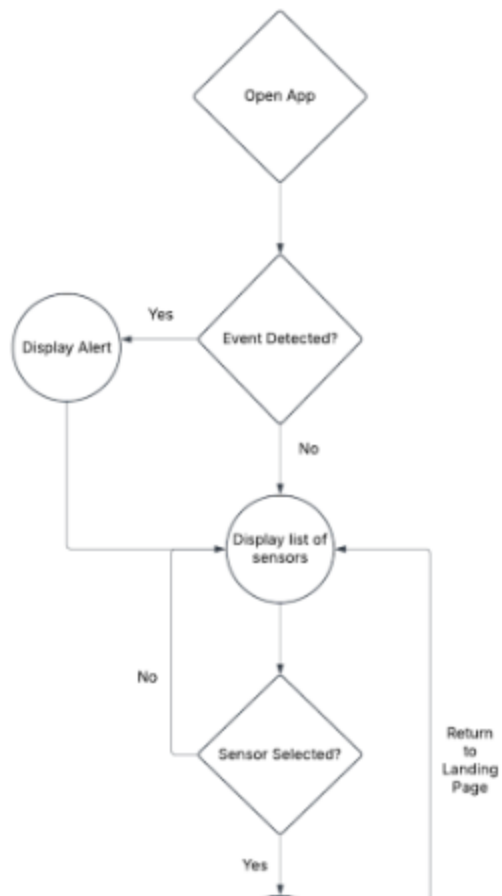 Open App
Yes
Event Detected?
Display Alert
No
Display list of
sensors
No
Return
to
Landing
Page
Sensor Selected?
Yes